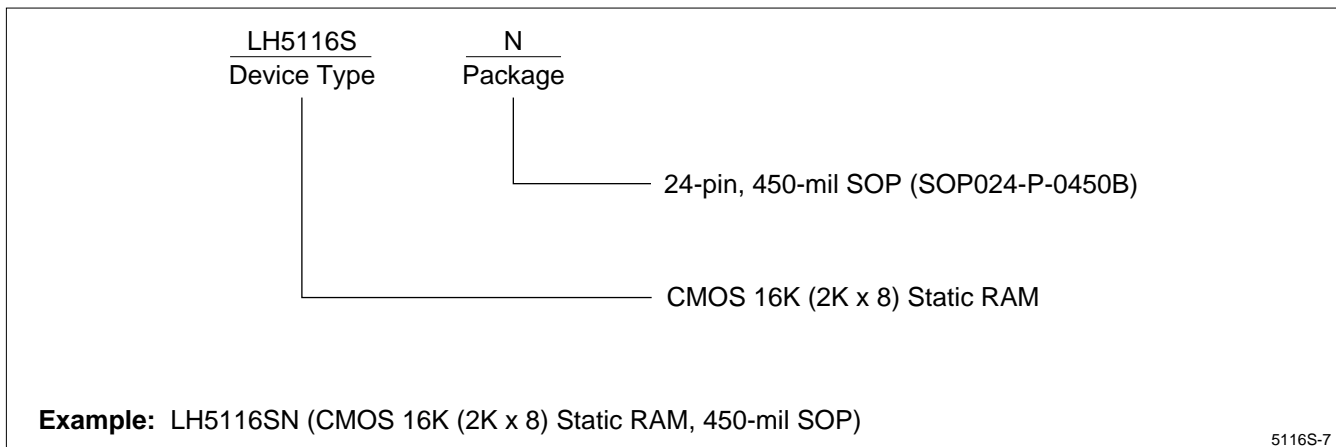 LH5116S N
Device Type Package
24-pin, 450-mil SOP (SOP024-P-0450B)
CMOS 16K (2K x 8) Static RAM
Example: LH5116SN (CMOS 16K (2K x 8) Static RAM, 450-mil SOP)
5116S-7